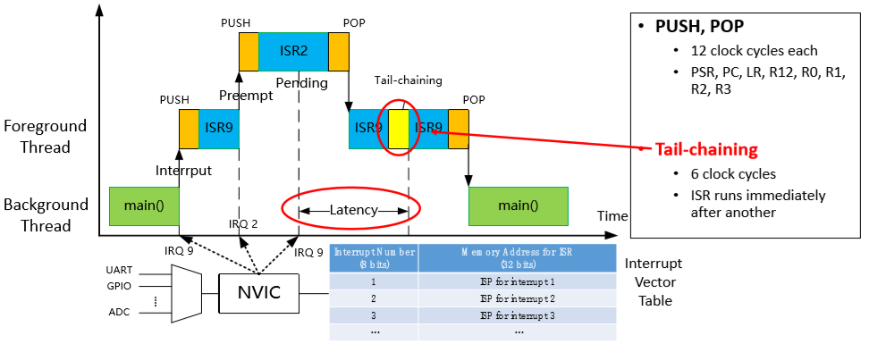 PUSH
POP
ISR2
Pending
Tail-chaining
PUSH
Preempt
POP
Foreground
Thread
ISR9
ISR9
ISR9
Interrput
Background
Thread
main()
Latency
main()
Time
IRQ 9
IRQ 2
IRQ 9
UART
GPIO
⋮
ADC
NVIC
Interrupt Number
(8 bits)
Memory Address for ISR
(32 bits)
1
ISP for interrupt 1
2
ISP for interrupt 2
3
ISP for interrupt 3
...
...
Interrupt
Vector
Table
• PUSH, POP
• 12 clock cycles each
• PSR, PC, LR, R12, R0, R1,
R2, R3
• Tail-chaining
• 6 clock cycles
• ISR runs immediately
after another